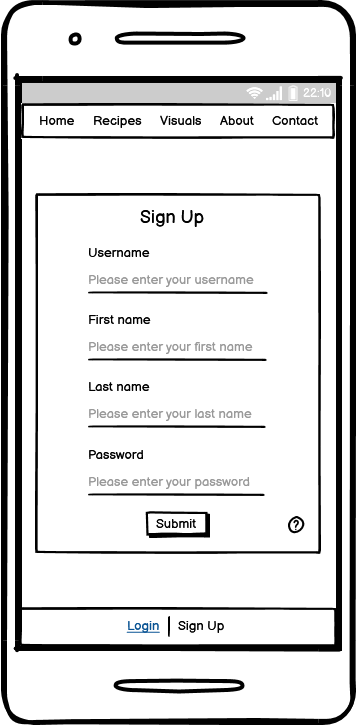 22:10
Home Recipes Visuals About Contact
Sign Up
Username
Please enter your username
First name
Please enter your first name
Last name
Please enter your last name
Password
Please enter your password
Submit ?
Login | Sign Up